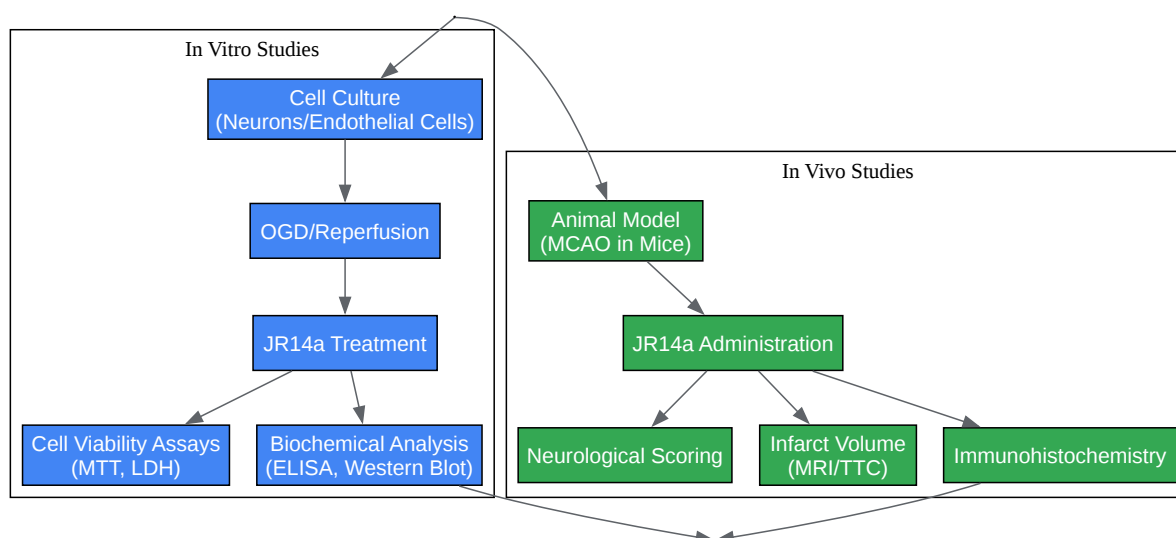 In Vitro Studies
Cell Culture
(Neurons/Endothelial Cells)
OGD/Reperfusion
JR14a Treatment
Cell Viability Assays
(MTT, LDH)
Biochemical Analysis
(ELISA, Western Blot)
In Vivo Studies
Animal Model
(MCAO in Mice)
JR14a Administration
Neurological Scoring
Infarct Volume
(MRI/TTC)
Immunohistochemistry